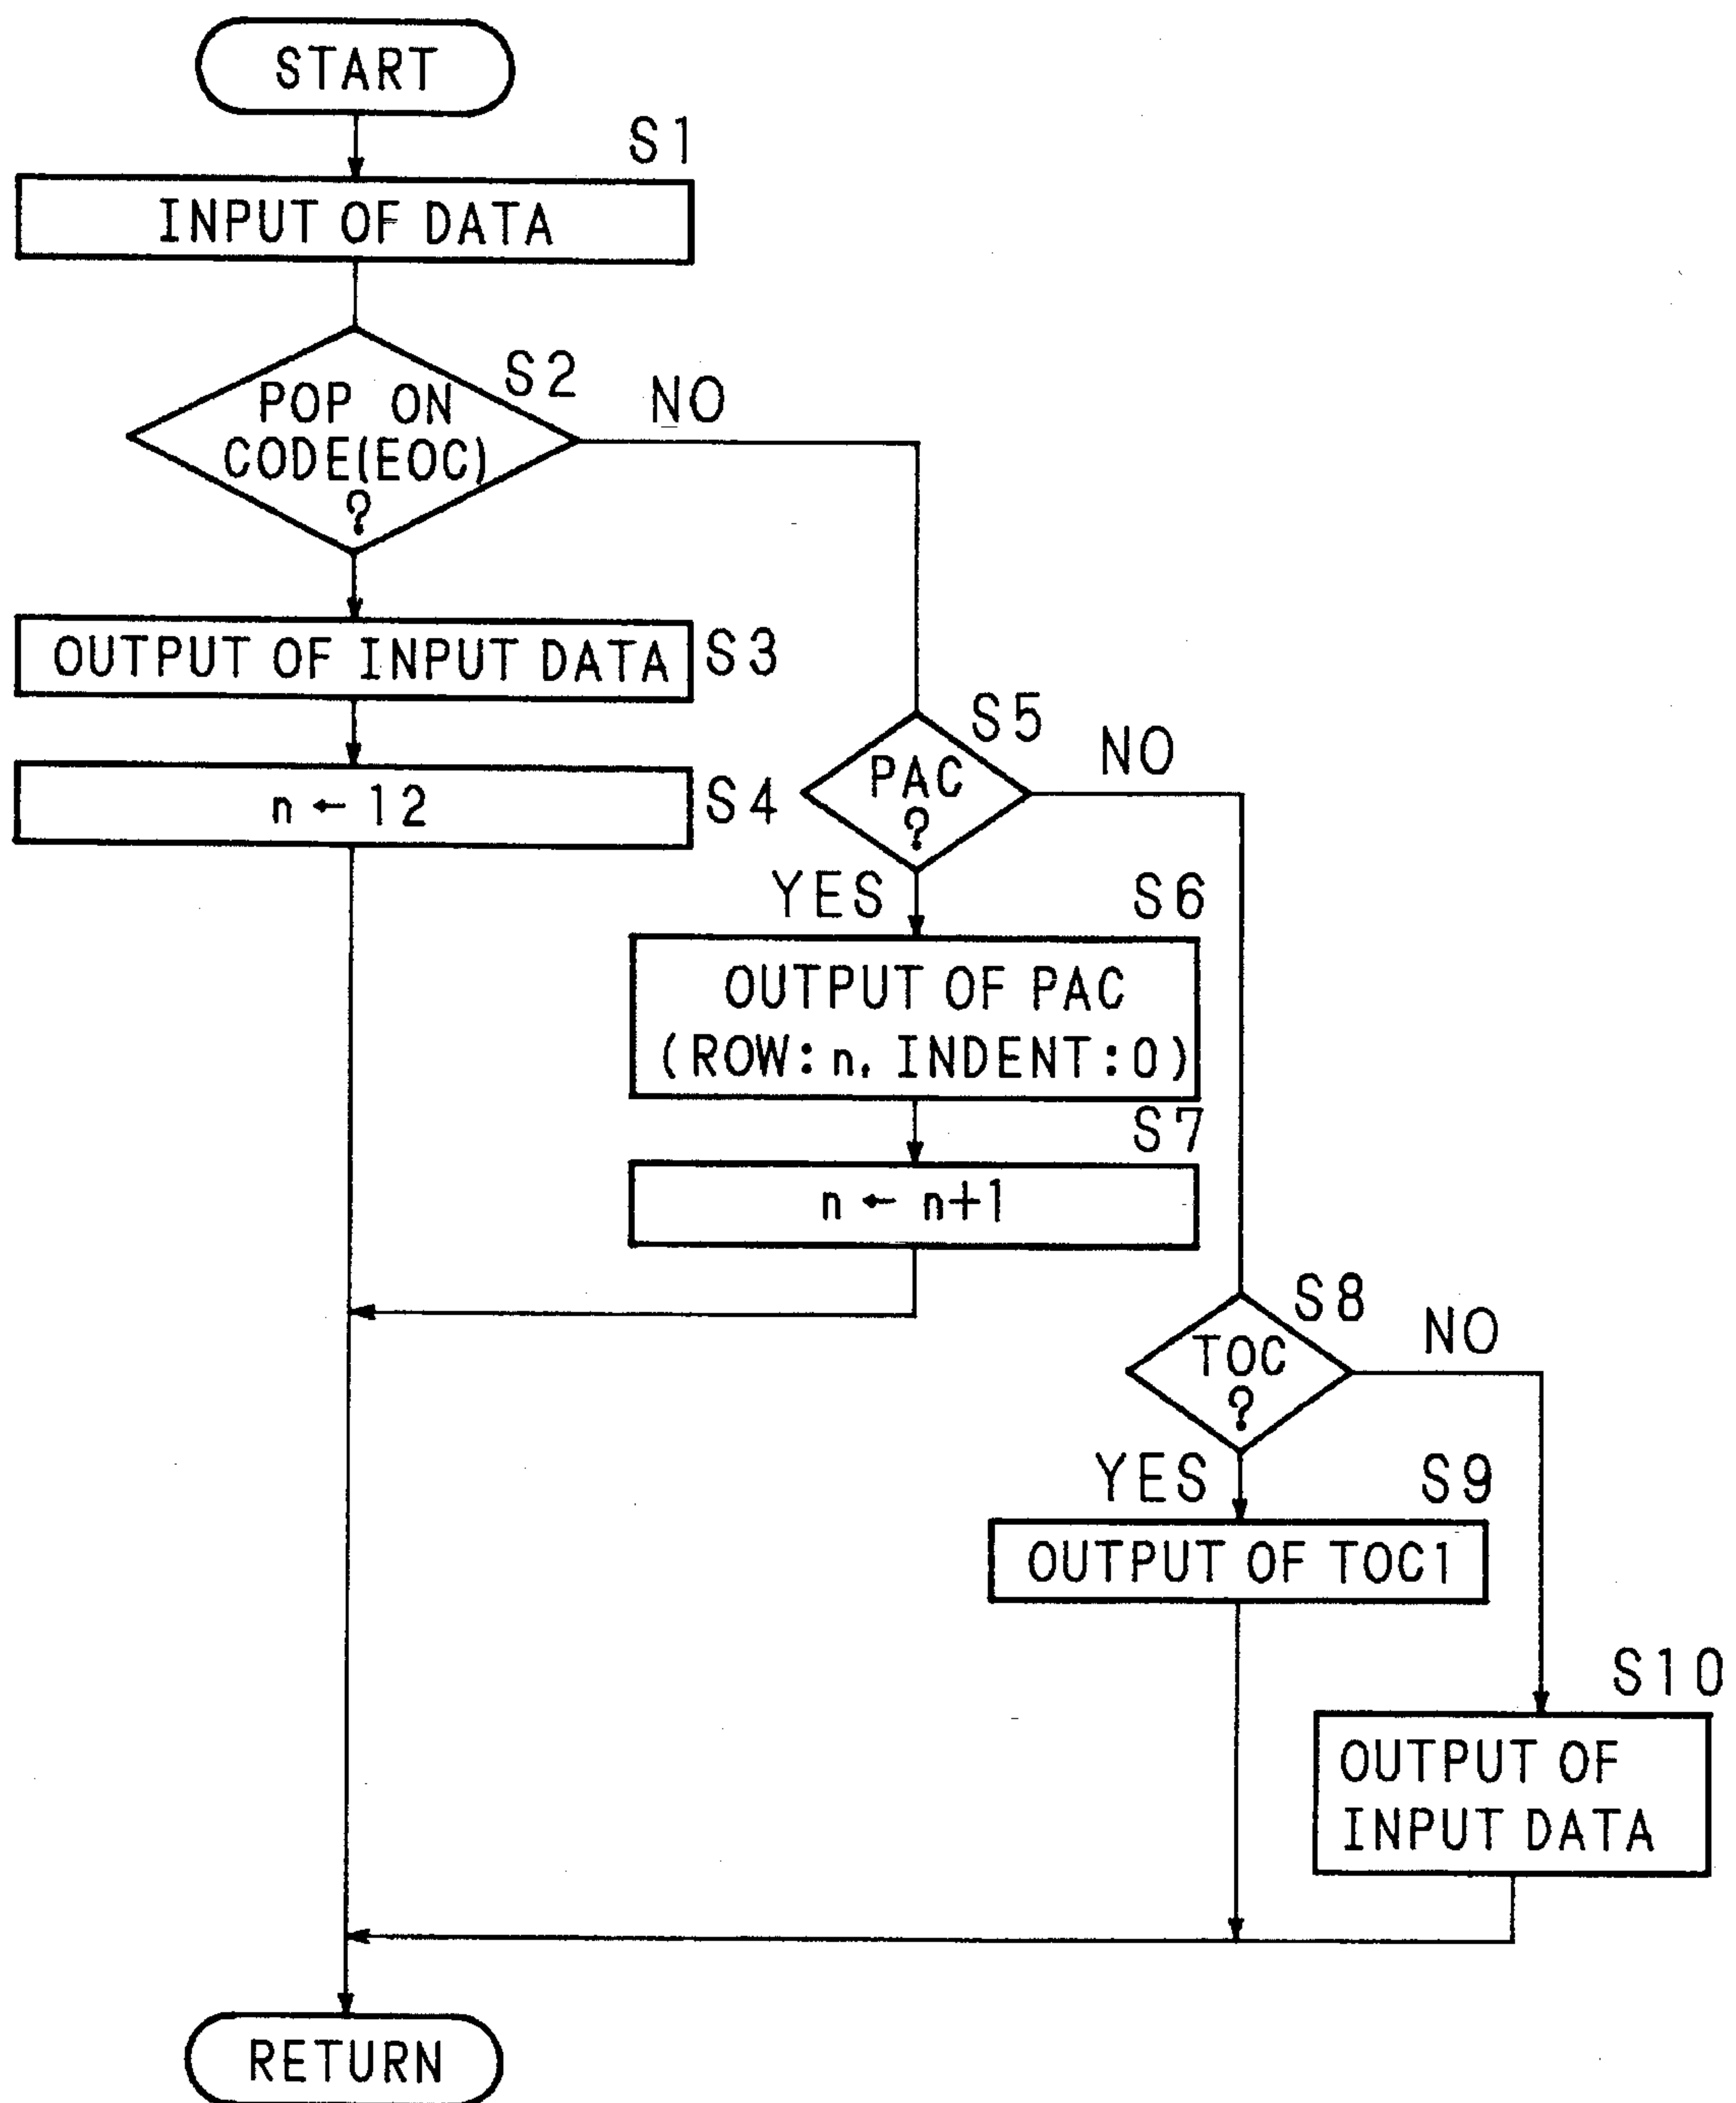 START
S1
INPUT OF DATA
S2
NO
POP ON
CODE(EOC)
?
OUTPUT OF INPUT DATA
S3
n ← 12
S4
S5
NO
PAC
?
YES
S6
OUTPUT OF PAC
(ROW:n, INDENT:0)
S7
n ← n+1
S8
NO
TOC
?
YES
S9
OUTPUT OF TOC1
S10
OUTPUT OF
INPUT DATA
RETURN